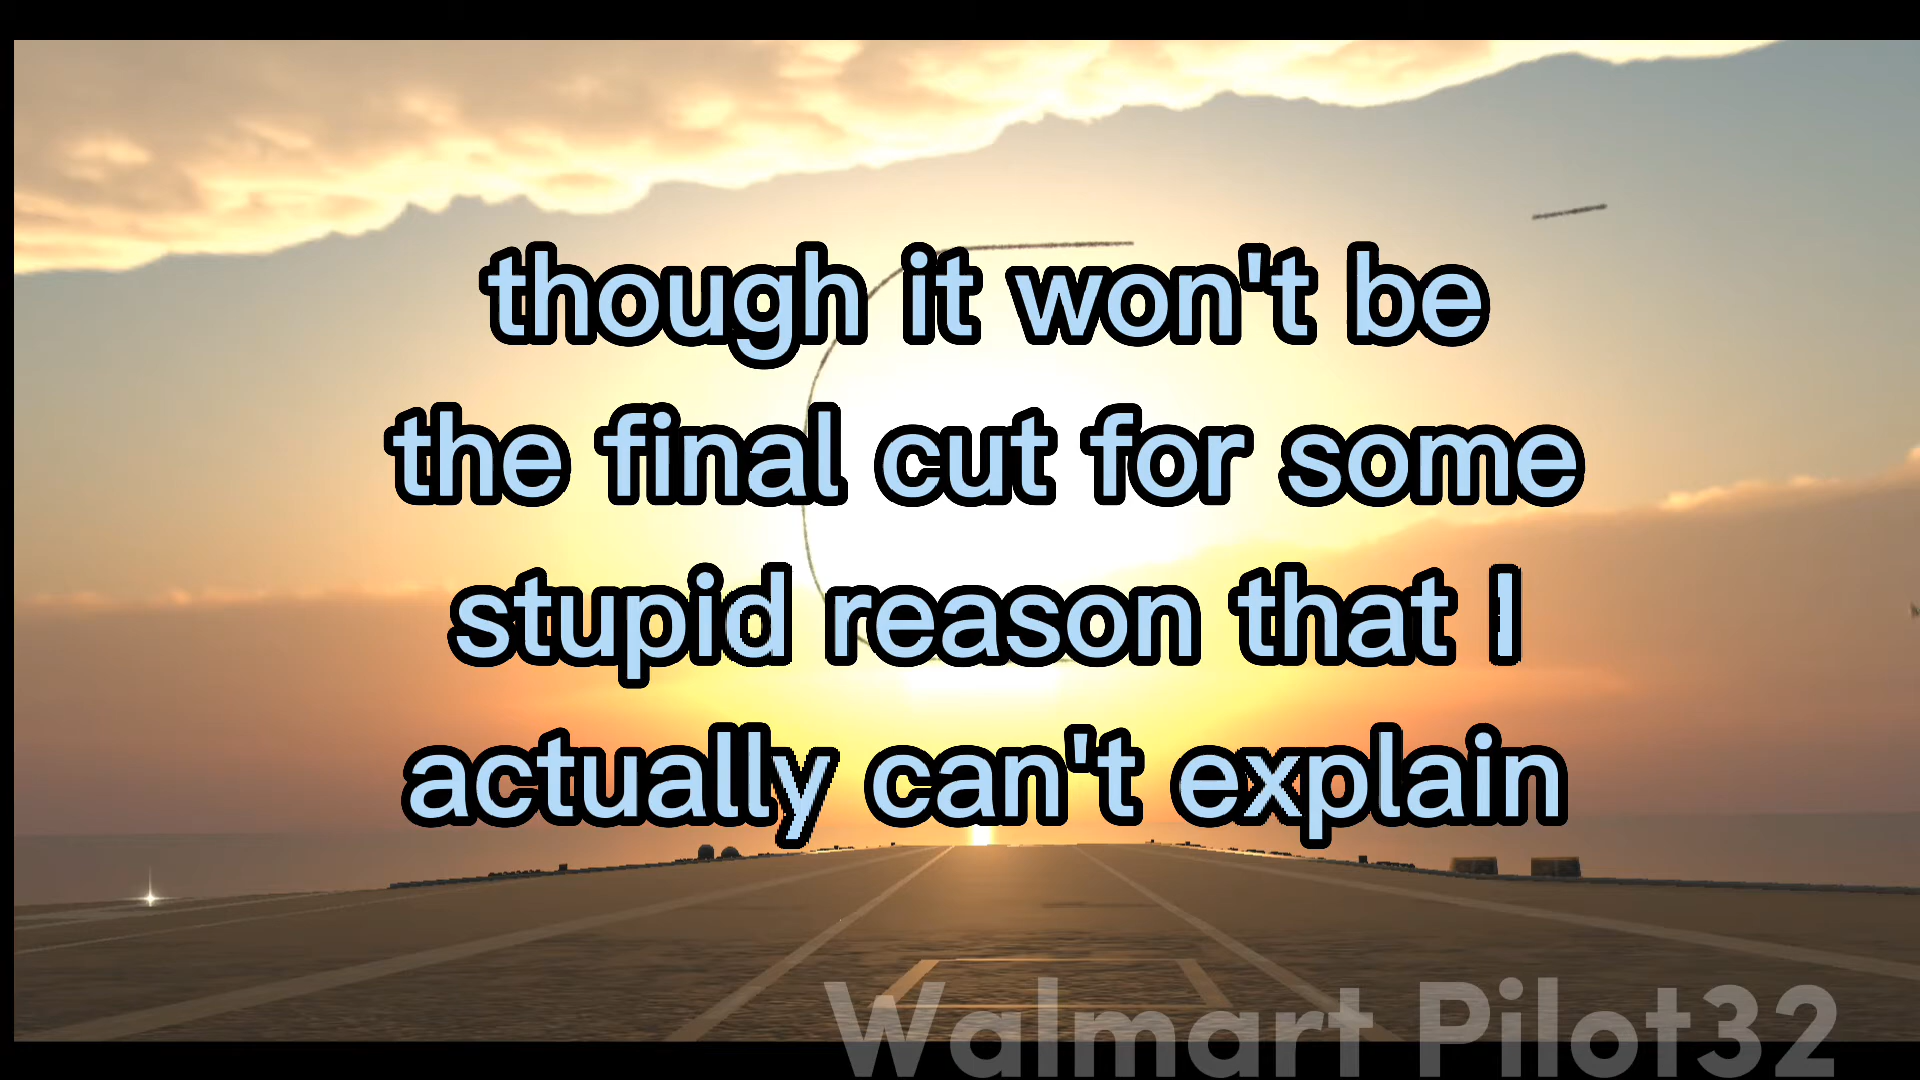 though it won't be
the final cut for some
stupid reason that I
actually can't explain
Walmart Pilot32